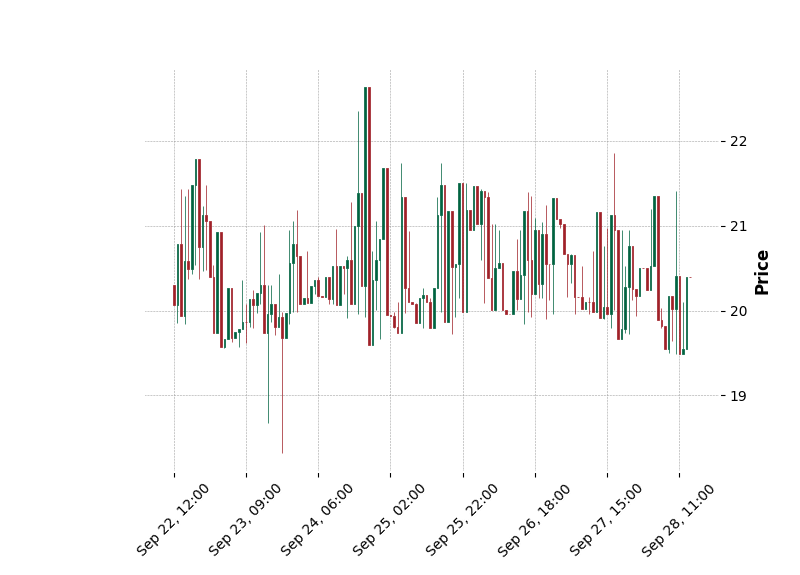 22
21
20
19
Price
Sep 22, 12:00
Sep 23, 09:00
Sep 24, 06:00
Sep 25, 02:00
Sep 25, 22:00
Sep 26, 18:00
Sep 27, 15:00
Sep 28, 11:00